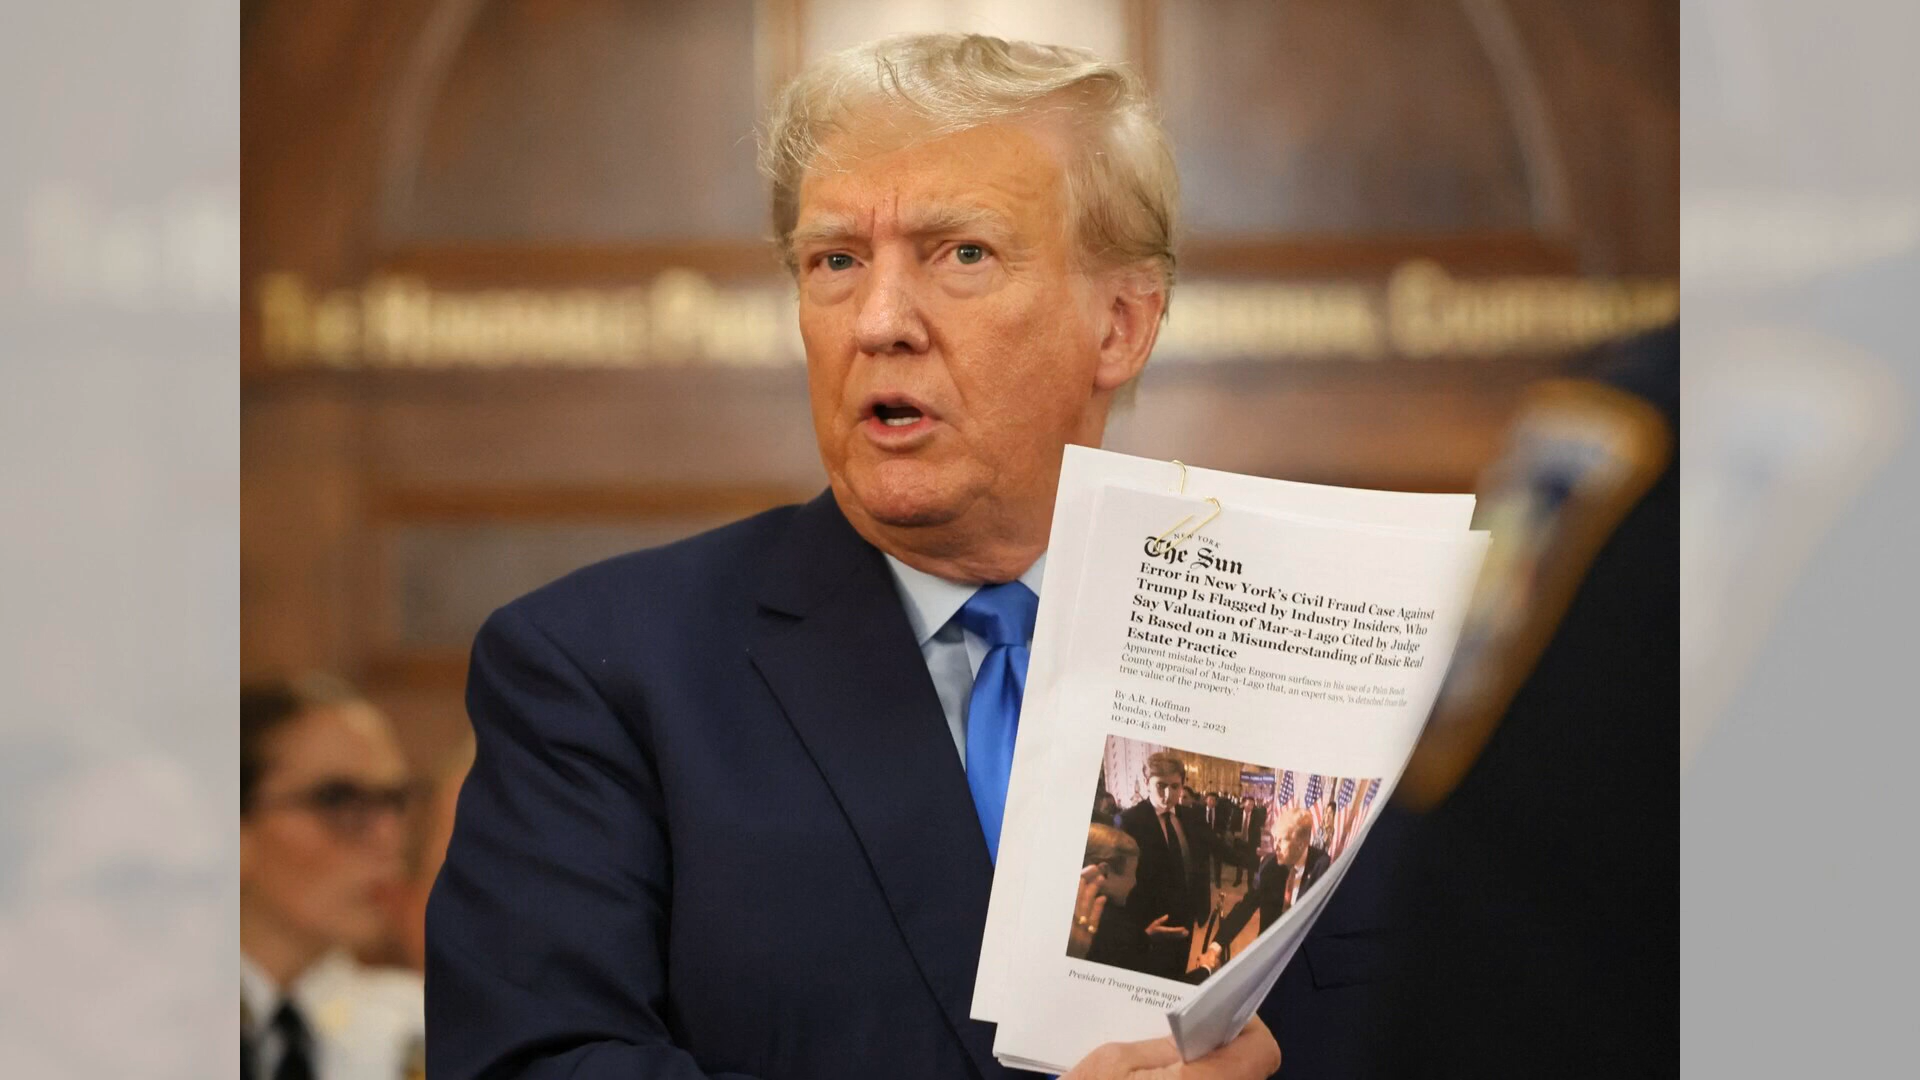 The Honorable
NEW YORK
The Sun
Error in New York's Civil Fraud Case Against
Trump Is Flagged by Industry Insiders, Who
Say Valuation of Mar-a-Lago Cited by Judge
Is Based on a Misunderstanding of Basic Real
Estate Practice
Apparent mistake by Judge Engoron surfaces in his use of a Palm Beach
County appraisal of Mar-a-Lago that, an expert says, 'is detached from the
true value of the property.'
By A.R. Hoffman
Monday, October 2, 2023
10:40:45 am
President Trump greets
the third